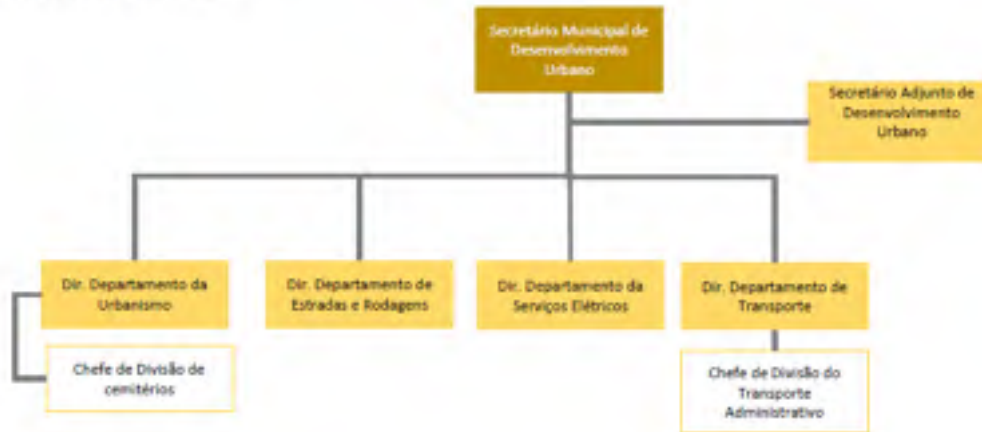 Secretário Municipal de
Desenvolvimento
Urbano
Secretário Adjunto de
Desenvolvimento
Urbano
Dir. Departamento da
Urbanismo
Dir. Departamento de
Estradas e Rodagens
Dir. Departamento da
Serviços Elétricos
Dir. Departamento de
Transporte
Chefe de Divisão de
cemitérios
Chefe de Divisão do
Transporte
Administrativo